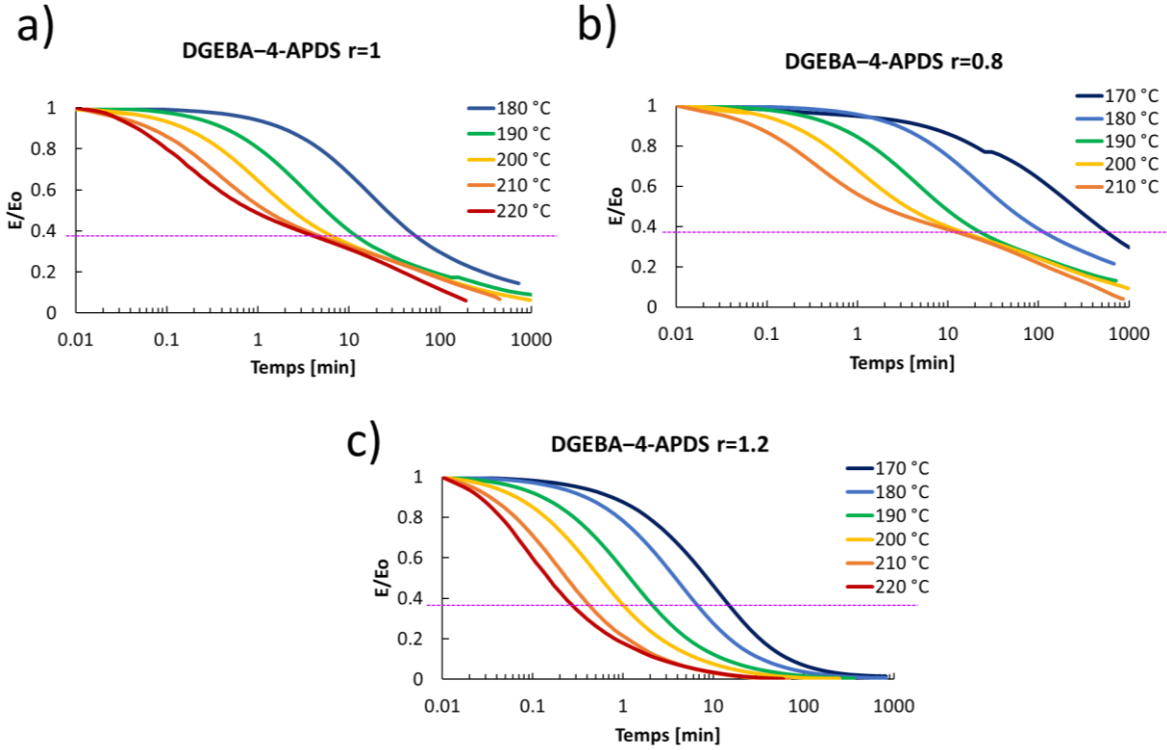 a)
DGEBA–4-APDS r=1
E/Eo
1
0.8
0.6
0.4
0.2
0
0.01 0.1 1 10 100 1000
Temps [min]
180 °C
190 °C
200 °C
210 °C
220 °C
b)
DGEBA–4-APDS r=0.8
E/Eo
1
0.8
0.6
0.4
0.2
0
0.01 0.1 1 10 100 1000
Temps [min]
170 °C
180 °C
190 °C
200 °C
210 °C
c)
DGEBA–4-APDS r=1.2
E/Eo
1
0.8
0.6
0.4
0.2
0
0.01 0.1 1 10 100 1000
Temps [min]
170 °C
180 °C
190 °C
200 °C
210 °C
220 °C